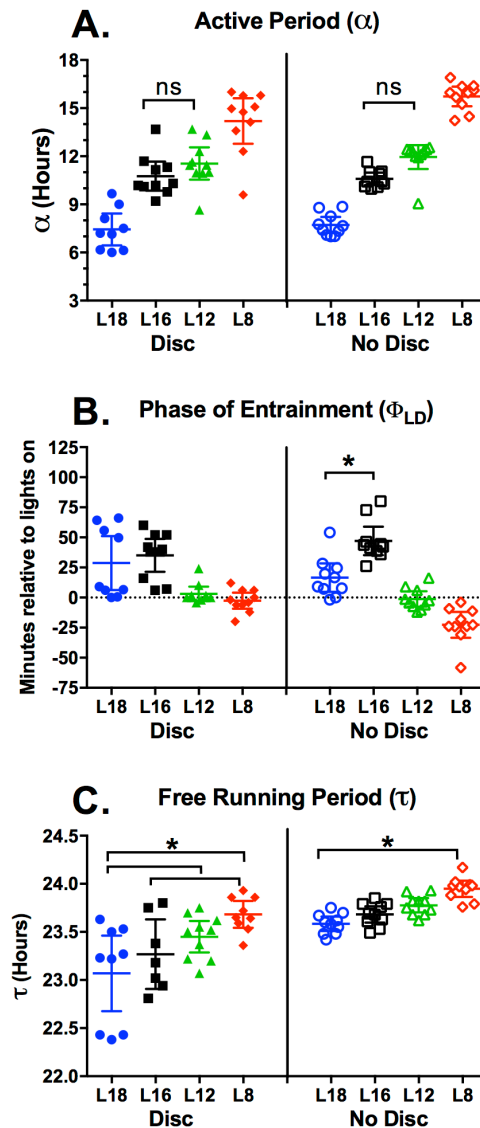 A. Active Period (α)
α (Hours)
18
15
12
9
6
3
ns
ns
L18 L16 L12 L8 L18 L16 L12 L8
Disc No Disc
B. Phase of Entrainment (Φ_LD)
Minutes relative to lights on
125
100
75
50
25
0
-25
-50
-75
*
L18 L16 L12 L8 L18 L16 L12 L8
Disc No Disc
C. Free Running Period (τ)
τ (Hours)
24.5
24.0
23.5
23.0
22.5
22.0
*
*
L18 L16 L12 L8 L18 L16 L12 L8
Disc No Disc